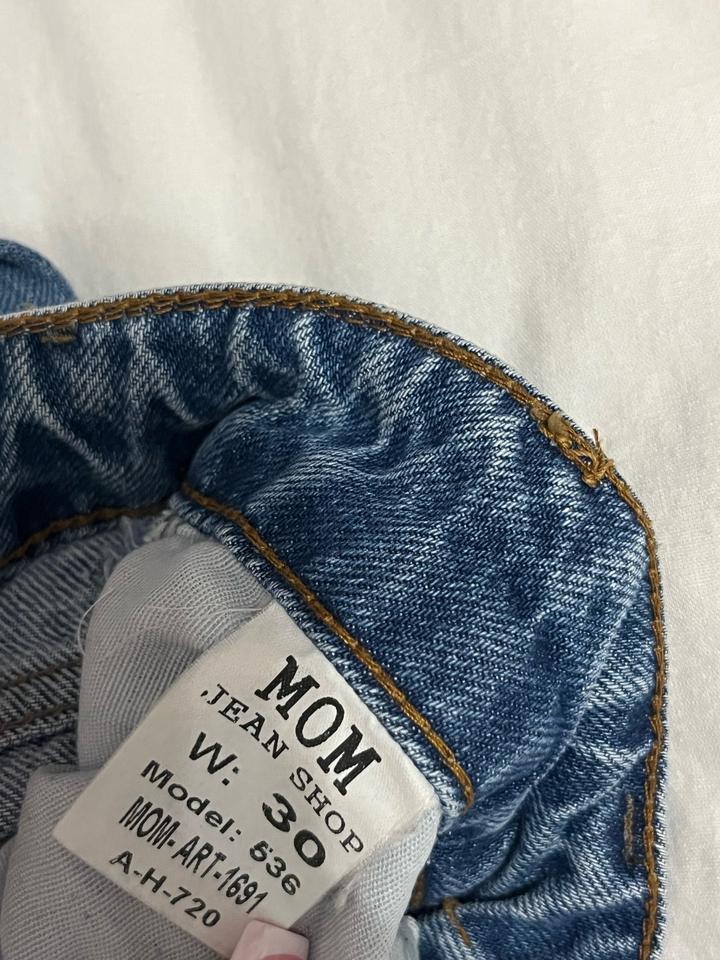 MOM
JEAN SHOP
W: 30
Model: 536
MOM-ART-1691
A-H-720